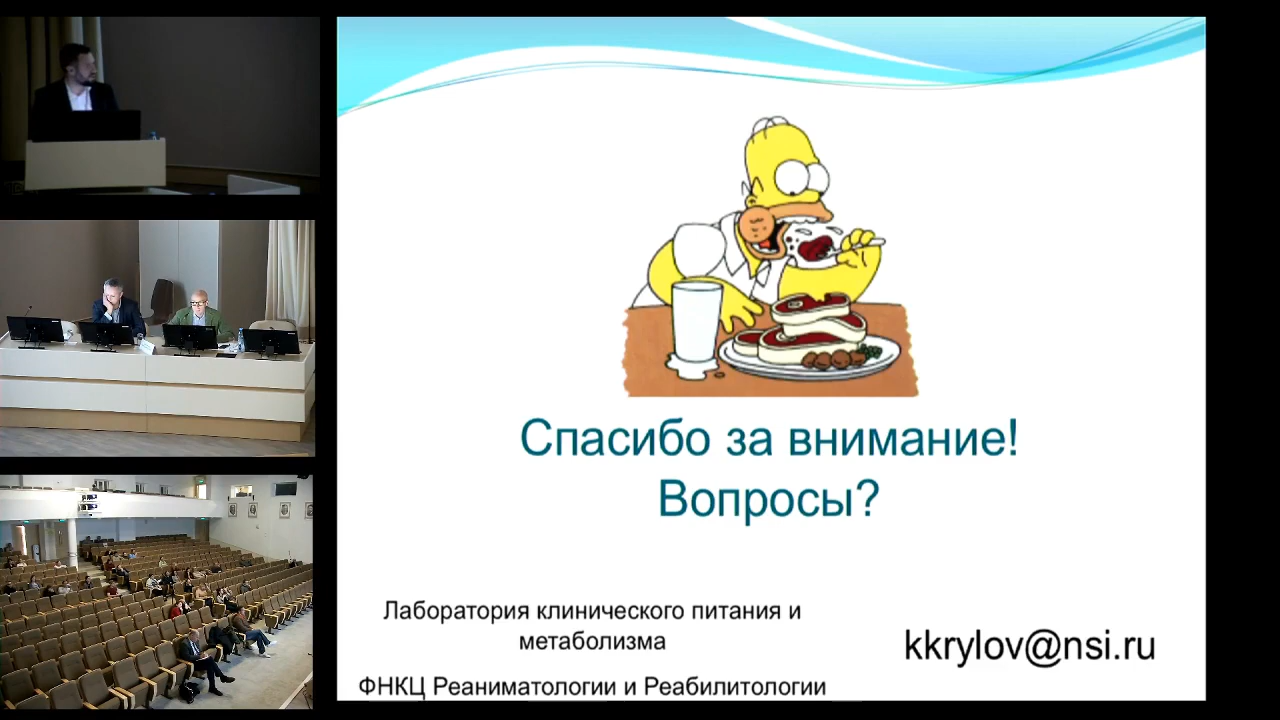 Спасибо за внимание!
Вопросы?
Лаборатория клинического питания и
метаболизма
ФНКЦ Реаниматологии и Реабилитологии
kkrylov@nsi.ru